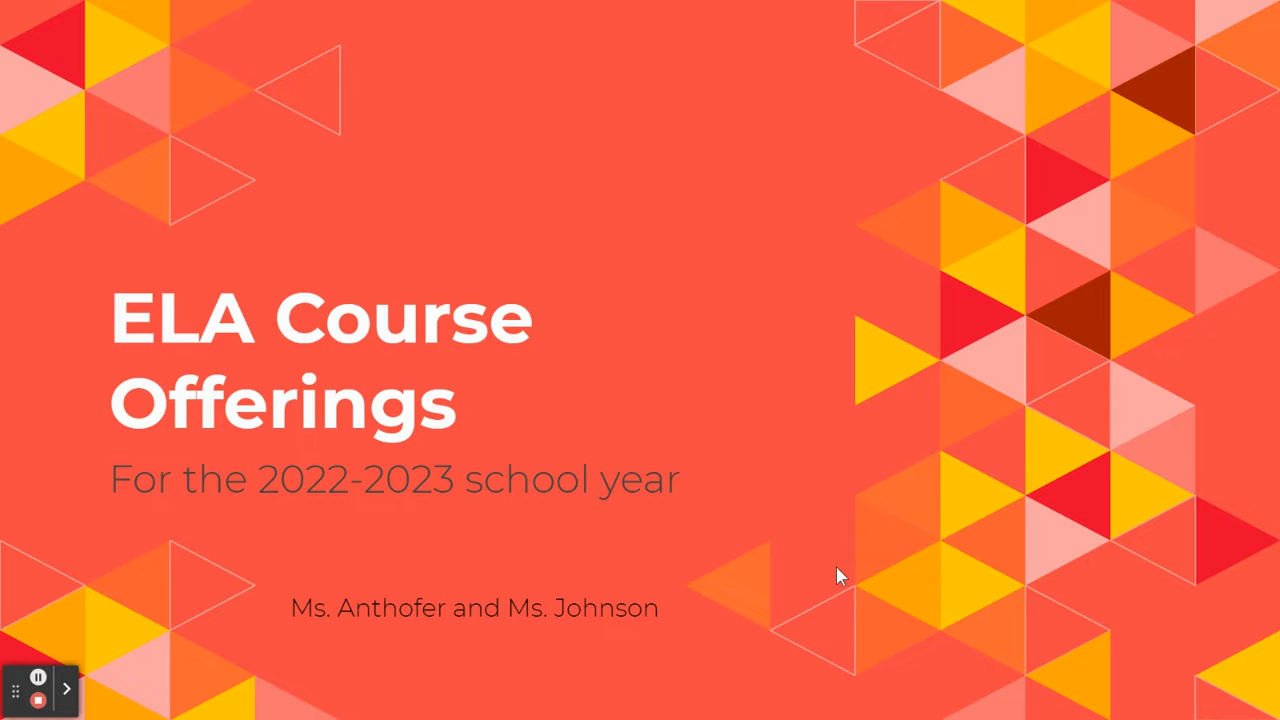 ELA Course
Offerings
For the 2022-2023 school year
Ms. Anthofer and Ms. Johnson